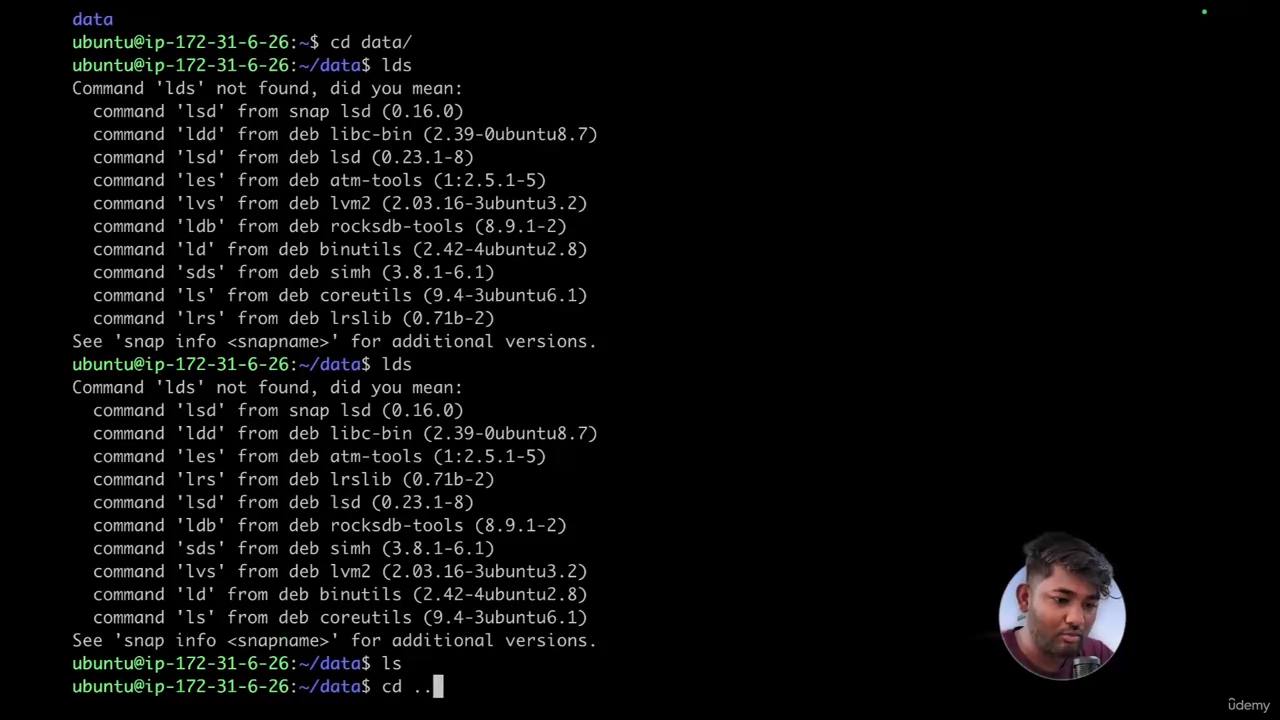 data
ubuntu@ip-172-31-6-26:~$ cd data/
ubuntu@ip-172-31-6-26:~/data$ lds
Command 'lds' not found, did you mean:
  command 'lsd' from snap lsd (0.16.0)
  command 'ldd' from deb libc-bin (2.39-0ubuntu8.7)
  command 'lsd' from deb lsd (0.23.1-8)
  command 'les' from deb atm-tools (1:2.5.1-5)
  command 'lvs' from deb lvm2 (2.03.16-3ubuntu3.2)
  command 'ldb' from deb rocksdb-tools (8.9.1-2)
  command 'ld' from deb binutils (2.42-4ubuntu2.8)
  command 'sds' from deb simh (3.8.1-6.1)
  command 'ls' from deb coreutils (9.4-3ubuntu6.1)
  command 'lrs' from deb lrslib (0.71b-2)
See 'snap info <snapname>' for additional versions.
ubuntu@ip-172-31-6-26:~/data$ lds
Command 'lds' not found, did you mean:
  command 'lsd' from snap lsd (0.16.0)
  command 'ldd' from deb libc-bin (2.39-0ubuntu8.7)
  command 'les' from deb atm-tools (1:2.5.1-5)
  command 'lrs' from deb lrslib (0.71b-2)
  command 'lsd' from deb lsd (0.23.1-8)
  command 'ldb' from deb rocksdb-tools (8.9.1-2)
  command 'sds' from deb simh (3.8.1-6.1)
  command 'lvs' from deb lvm2 (2.03.16-3ubuntu3.2)
  command 'ld' from deb binutils (2.42-4ubuntu2.8)
  command 'ls' from deb coreutils (9.4-3ubuntu6.1)
See 'snap info <snapname>' for additional versions.
ubuntu@ip-172-31-6-26:~/data$ ls
ubuntu@ip-172-31-6-26:~/data$ cd ..
ûdemy